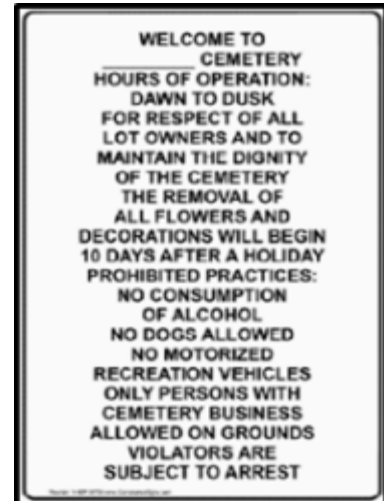 WELCOME TO
_________ CEMETERY
HOURS OF OPERATION:
DAWN TO DUSK
FOR RESPECT OF ALL
LOT OWNERS AND TO
MAINTAIN THE DIGNITY
OF THE CEMETERY
THE REMOVAL OF
ALL FLOWERS AND
DECORATIONS WILL BEGIN
10 DAYS AFTER A HOLIDAY
PROHIBITED PRACTICES:
NO CONSUMPTION
OF ALCOHOL
NO DOGS ALLOWED
NO MOTORIZED
RECREATION VEHICLES
ONLY PERSONS WITH
CEMETERY BUSINESS
ALLOWED ON GROUNDS
VIOLATORS ARE
SUBJECT TO ARREST